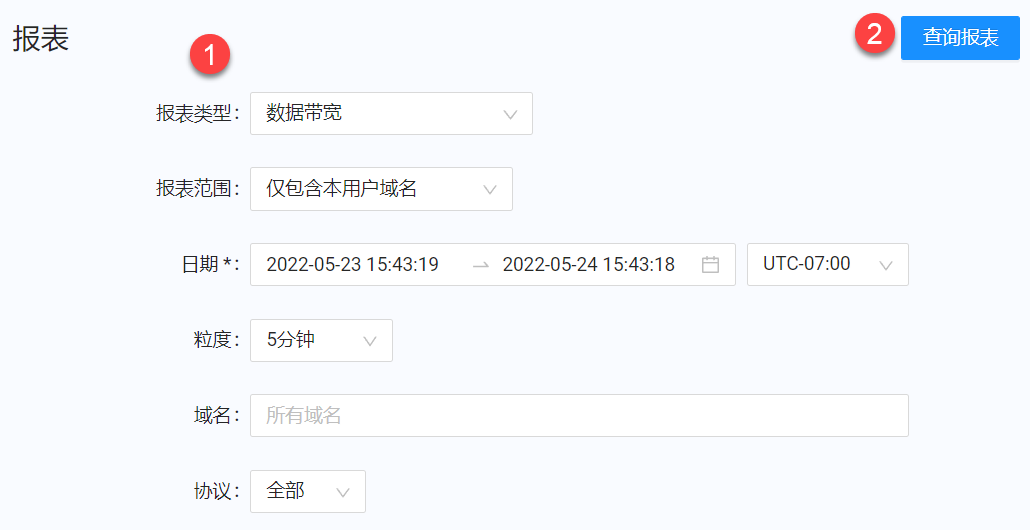 报表
1
2
查询报表
报表类型： 数据带宽
报表范围： 仅包含本用户域名
日期 *： 2022-05-23 15:43:19 → 2022-05-24 15:43:18 UTC-07:00
粒度： 5分钟
域名： 所有域名
协议： 全部